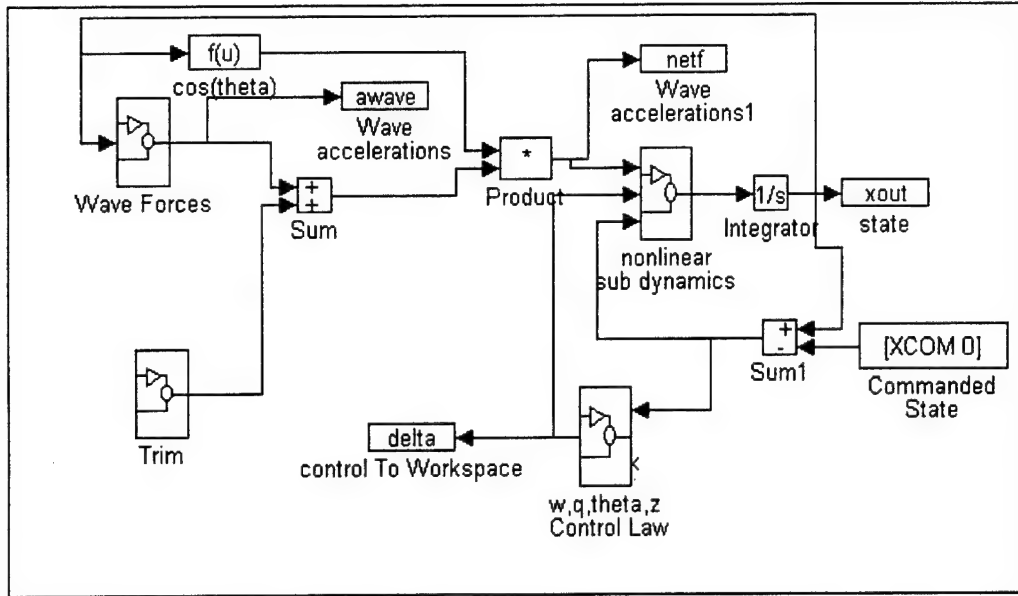 f(u)
cos(theta)
awave
Wave
accelerations
netf
Wave
accelerations1
Wave Forces
+
+
Sum
*
Product
nonlinear
sub dynamics
1/s
Integrator
xout
state
+
-
Sum1
[XCOM 0]
Commanded
State
Trim
delta
control To Workspace
w,q,theta,z
Control Law